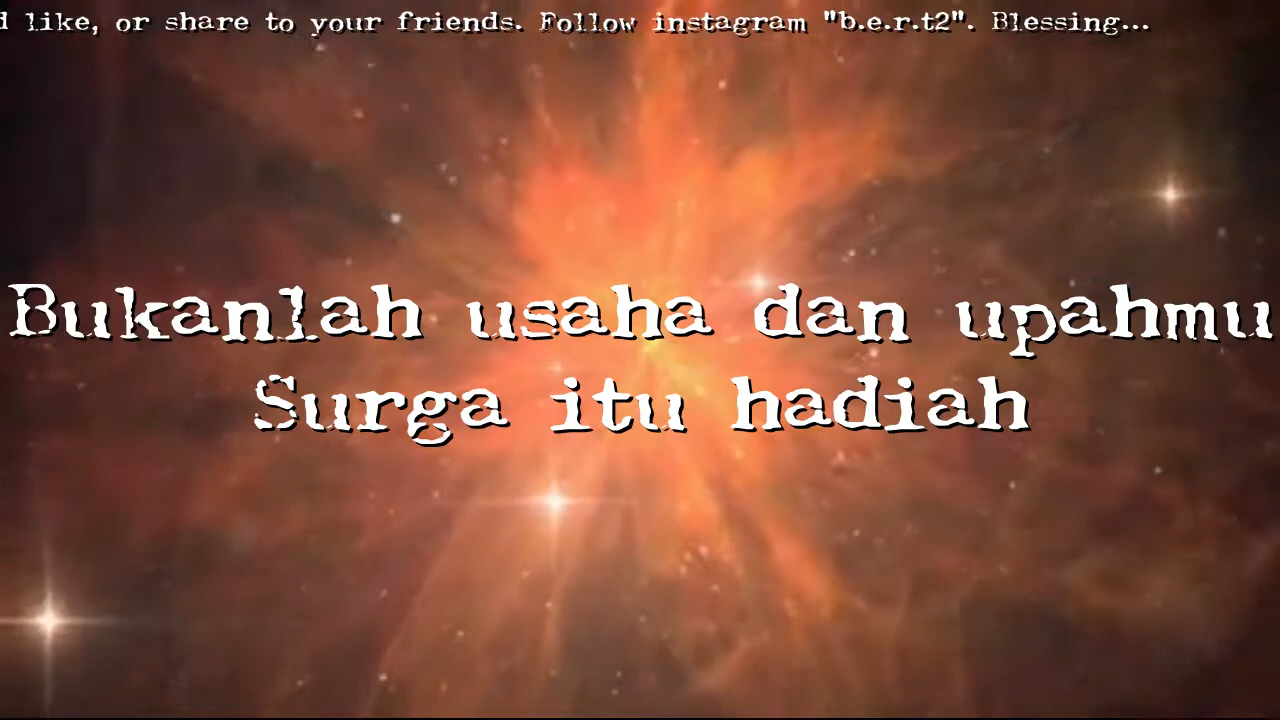 like, or share to your friends. Follow instagram "b.e.r.t2". Blessing...
Bukanlah usaha dan upahmu
Surga itu hadiah